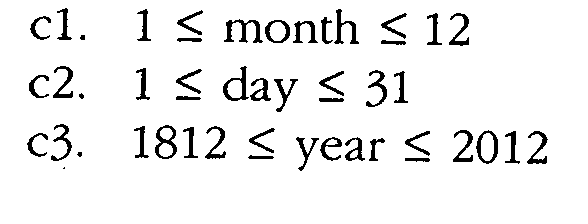 c1. 1 ≤ month ≤ 12
c2. 1 ≤ day ≤ 31
c3. 1812 ≤ year ≤ 2012